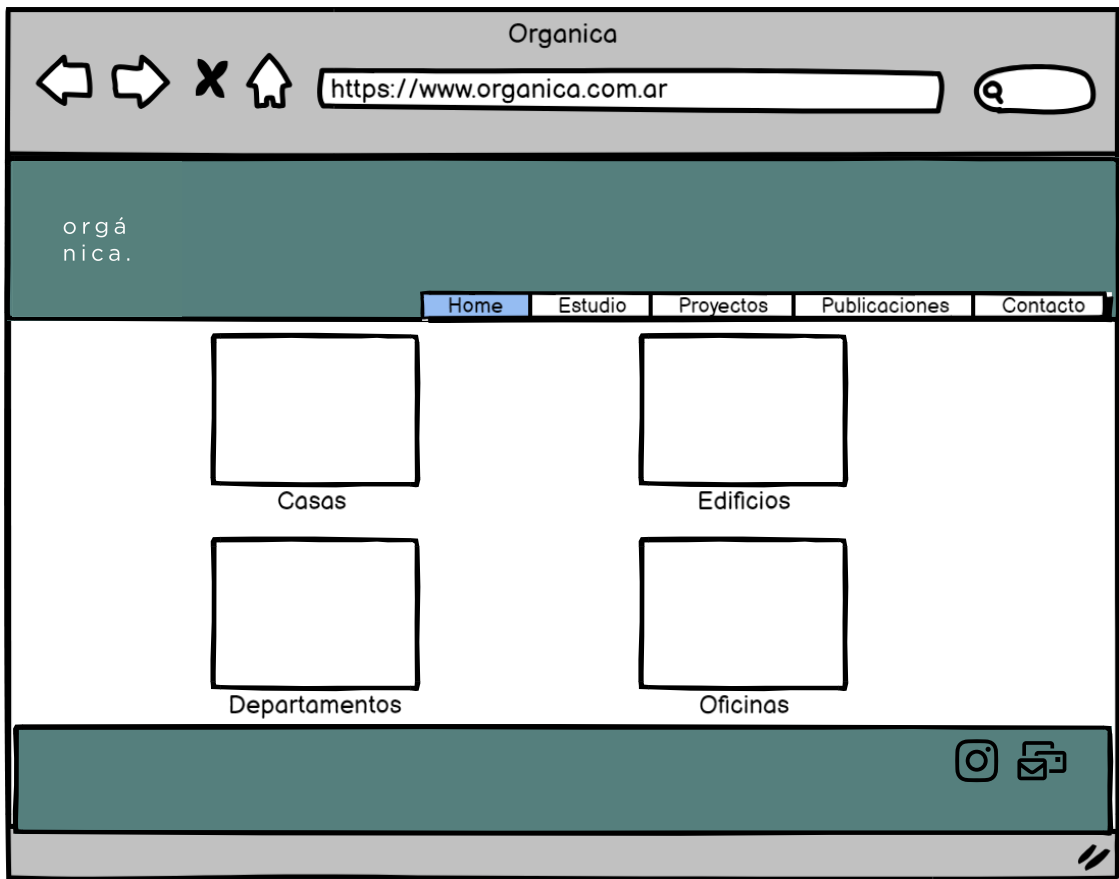 Organica
https://www.organica.com.ar
orgá
nica.
Home Estudio Proyectos Publicaciones Contacto
Casas Edificios
Departamentos Oficinas